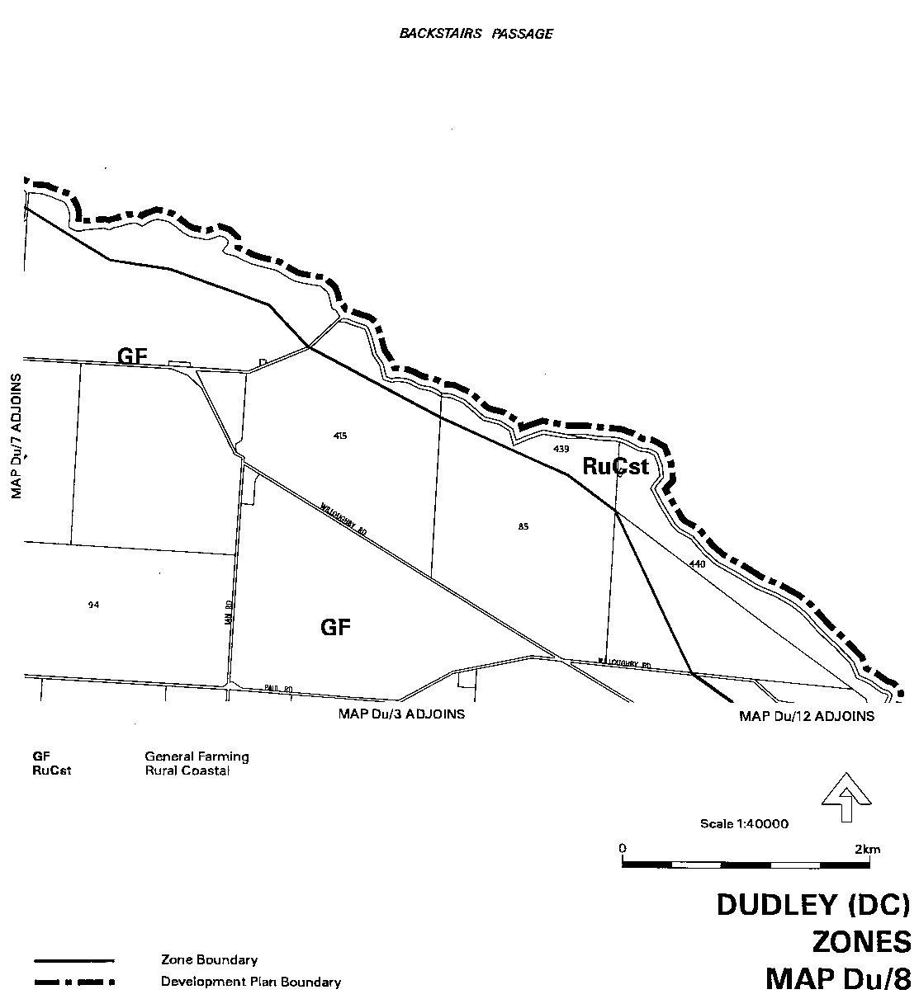 BACKSTAIRS PASSAGE
GF
MAP Du/7 ADJOINS
415
439
RuCst
WILLOUGHBY RD
85
440
94
IAN RD
GF
WILLOUGHBY RD
PAUL RD
MAP Du/3 ADJOINS
MAP Du/12 ADJOINS
GF General Farming
RuCst Rural Coastal
Scale 1:40000
0 2km
DUDLEY (DC)
ZONES
MAP Du/8
Zone Boundary
Development Plan Boundary